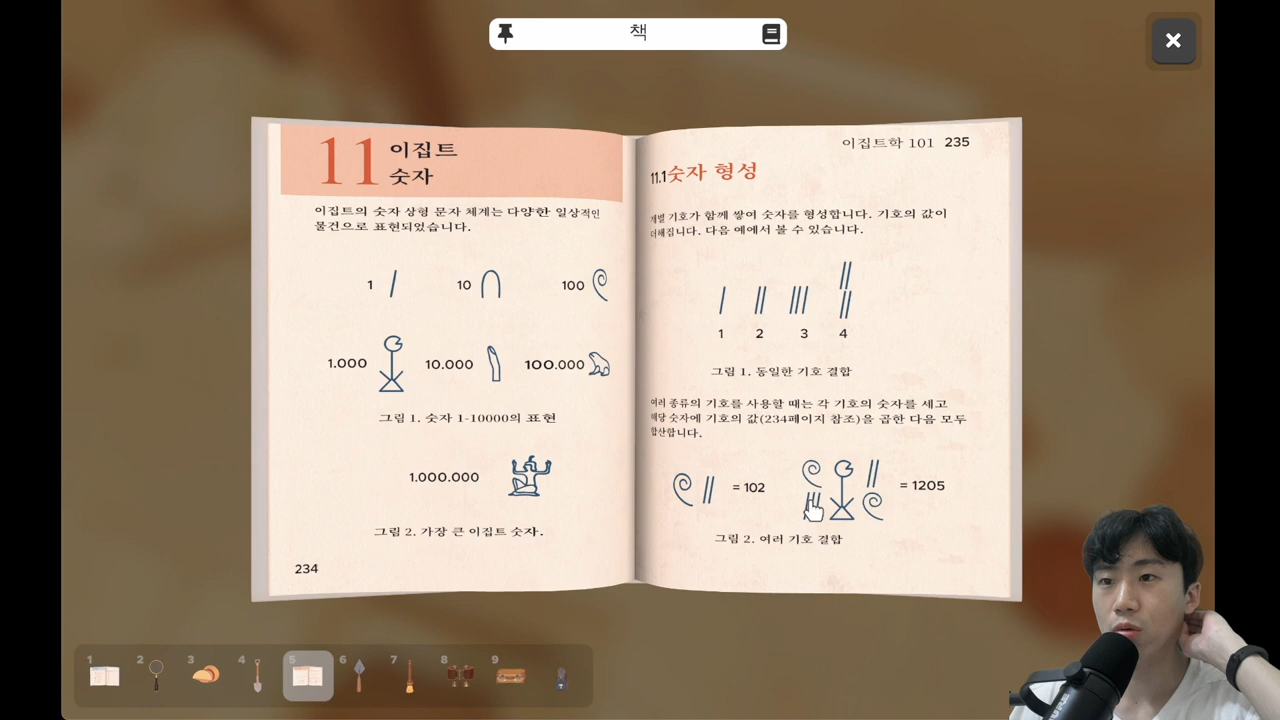 책
11 이집트
숫자
이집트의 숫자 상형 문자 체계는 다양한 일상적인
물건으로 표현되었습니다.
1
10
100
1.000
10.000
100.000
그림 1. 숫자 1-10000의 표현
1.000.000
그림 2. 가장 큰 이집트 숫자.
234
이집트학 101 235
11.1숫자 형성
개별 기호가 함께 쌓여 숫자를 형성합니다. 기호의 값이
더해집니다. 다음 예에서 볼 수 있습니다.
1 2 3 4
그림 1. 동일한 기호 결합
여러 종류의 기호를 사용할 때는 각 기호의 숫자를 세고
해당 숫자에 기호의 값(234페이지 참조)을 곱한 다음 모두
합산합니다.
= 102
= 1205
그림 2. 여러 기호 결합
1 2 3 4 5 6 7 8 9